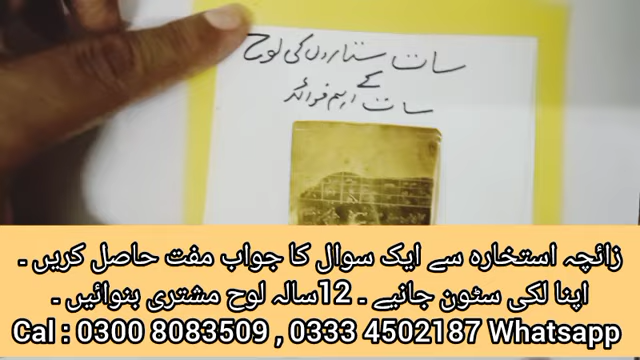 سات ستاروں کی لوح
کے
سات اہم فوائد
زائچہ استخارہ سے ایک سوال کا جواب مفت حاصل کریں ۔
اپنا لکی سٹون جانیے ۔ 12سالہ لوح مشتری بنوائیں ۔
Cal : 0300 8083509 , 0333 4502187 Whatsapp